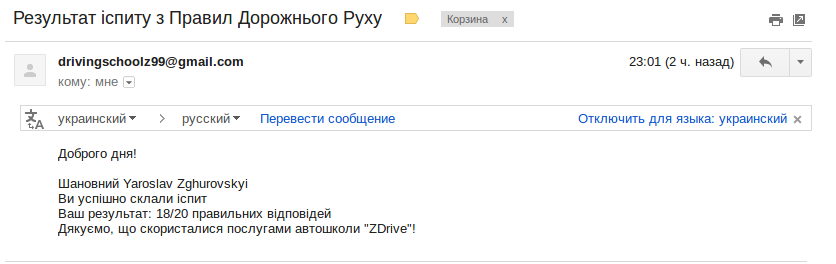 Результат іспиту з Правил Дорожнього Руху
Корзина x
drivingschoolz99@gmail.com
23:01 (2 ч. назад)
кому: мне
украинский > русский Перевести сообщение
Отключить для языка: украинский ×
Доброго дня!
Шановний Yaroslav Zghurovskyi
Ви успішно склали іспит
Ваш результат: 18/20 правильних відповідей
Дякуємо, що скористалися послугами автошколи "ZDrive"!